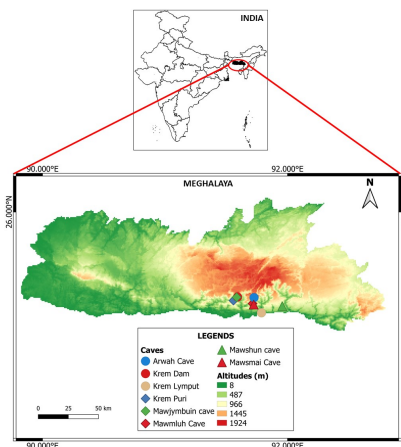 INDIA
90.000°E 92.000°E
MEGHALAYA
N
26.000°N
LEGENDS
Caves
Arwah Cave
Krem Dam
Krem Lymput
Krem Puri
Mawjymbuin cave
Mawmluh Cave
Mawshun cave
Mawsmai Cave
Altitudes (m)
8
487
966
1445
1924
0 25 50 km
90.000°E 92.000°E